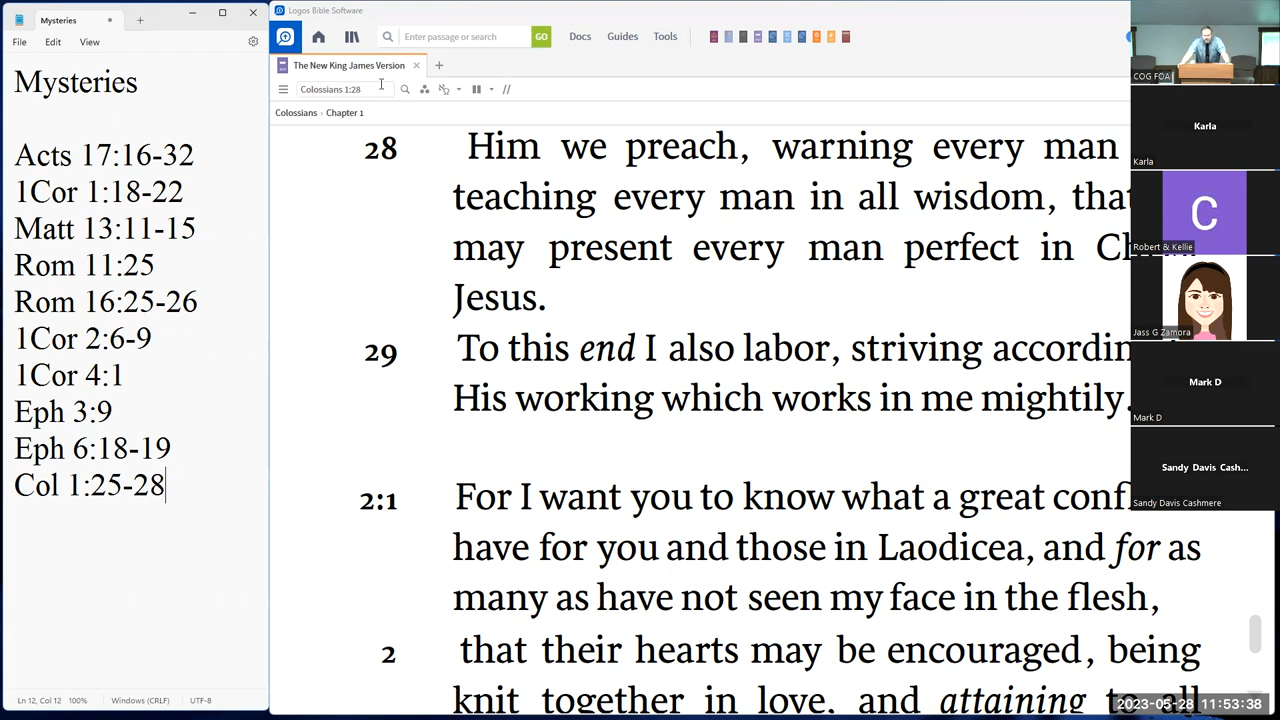 Mysteries
File Edit View
Mysteries
Acts 17:16-32
1Cor 1:18-22
Matt 13:11-15
Rom 11:25
Rom 16:25-26
1Cor 2:6-9
1Cor 4:1
Eph 3:9
Eph 6:18-19
Col 1:25-28
Ln 12, Col 12 100% Windows (CRLF) UTF-8
Logos Bible Software
Enter passage or search GO Docs Guides Tools
The New King James Version
Colossians 1:28
Colossians › Chapter 1
28 Him we preach, warning every man
teaching every man in all wisdom, that
may present every man perfect in
Jesus.
29 To this end I also labor, striving
His working which works in me mightily.
2:1 For I want you to know what a great
have for you and those in Laodicea, and for as
many as have not seen my face in the flesh,
2 that their hearts may be encouraged, being
knit together in love, and attaining to all
COG FOA
Karla
Karla
C
Robert & Kellie
Jass G Zamora
Mark D
Mark D
Sandy Davis Cash...
Sandy Davis Cashmere
2023-05-28 11:53:38